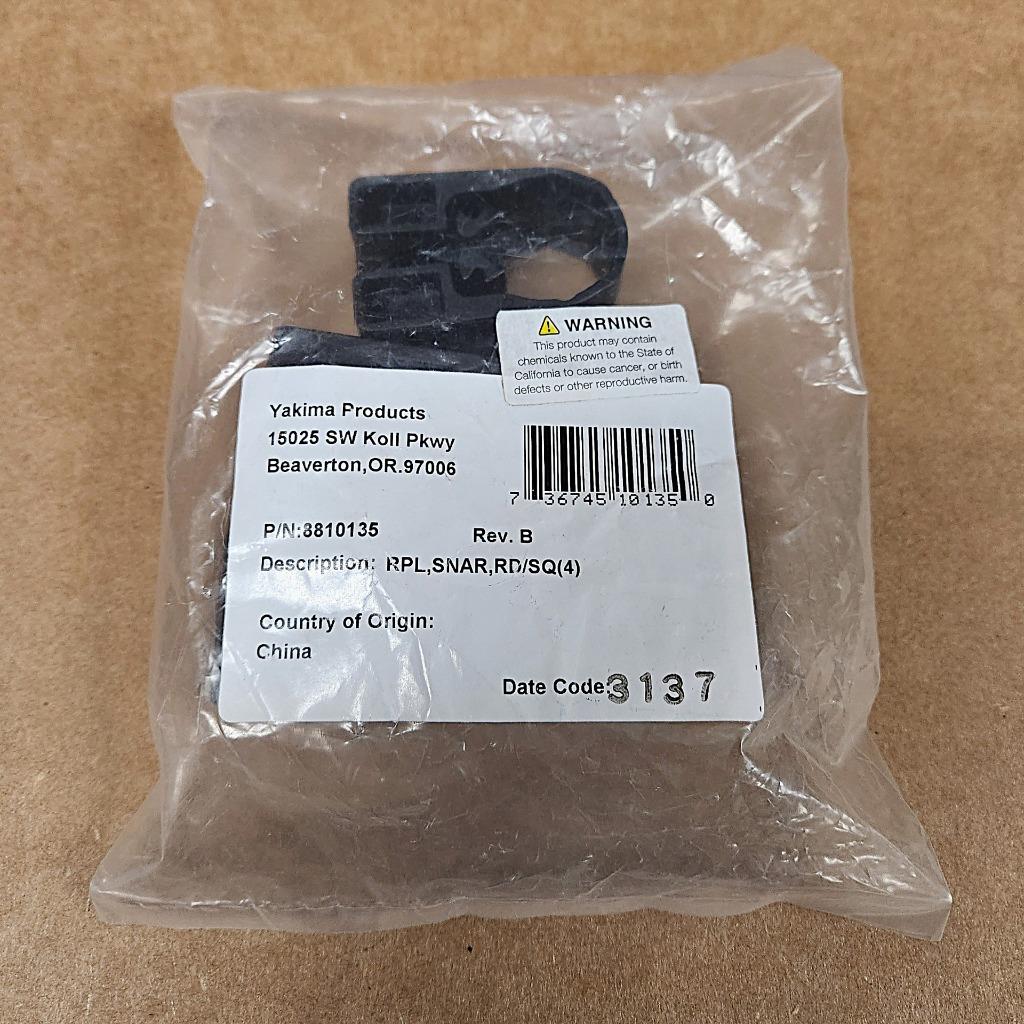 WARNING
This product may contain
chemicals known to the State of
California to cause cancer, or birth
defects or other reproductive harm.
Yakima Products
15025 SW Koll Pkwy
Beaverton,OR.97006
7 36745 10135 0
P/N:8810135 Rev. B
Description: RPL,SNAR,RD/SQ(4)
Country of Origin:
China
Date Code:3137